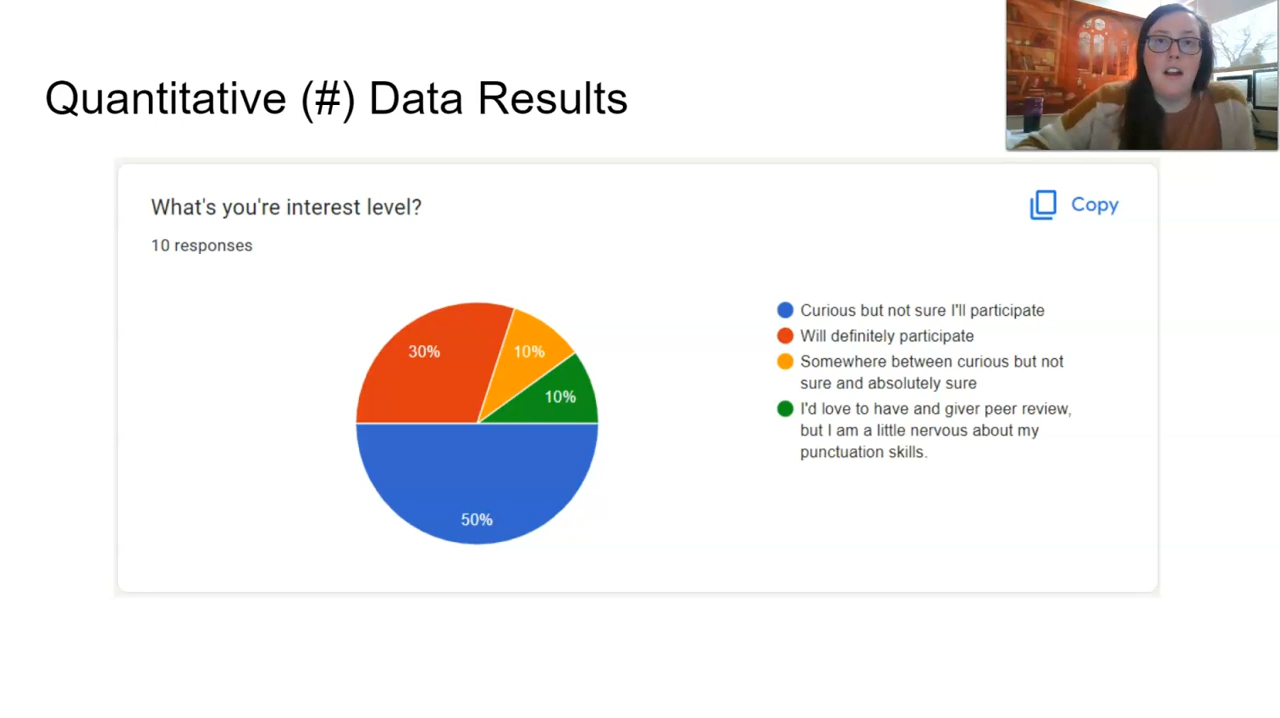 Quantitative (#) Data Results
What's you're interest level?
Copy
10 responses
30%
10%
10%
50%
Curious but not sure I'll participate
Will definitely participate
Somewhere between curious but not
sure and absolutely sure
I'd love to have and giver peer review,
but I am a little nervous about my
punctuation skills.